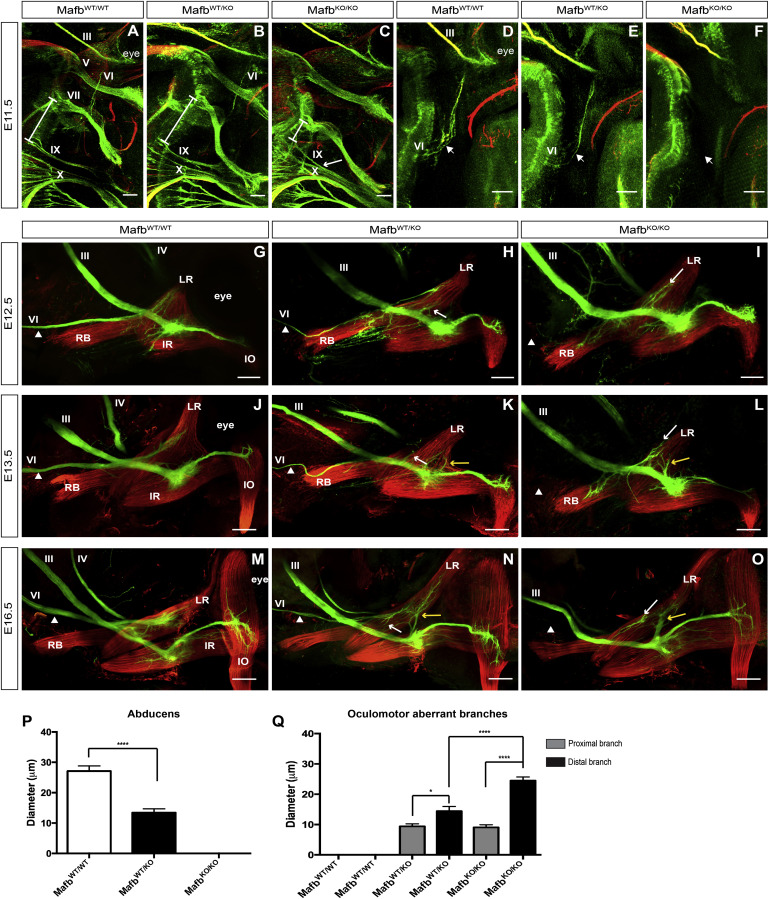 Mafb^WT/WT Mafb^WT/KO Mafb^KO/KO Mafb^WT/WT Mafb^WT/KO Mafb^KO/KO
E11.5
A III eye V VI VII IX X
B VI
C IX X
D III eye VI
E VI
F
Mafb^WT/WT Mafb^WT/KO Mafb^KO/KO
E12.5
G III IV LR eye VI RB IR IO
H III LR VI RB
I III LR RB
E13.5
J III IV LR eye VI RB IR IO
K III LR VI RB
L III LR RB
E16.5
M III IV eye VI LR RB IR IO
N III LR VI RB
O LR III RB
P Abducens
Diameter (µm)
40
30
20
10
0
****
Mafb^WT/WT Mafb^WT/KO Mafb^KO/KO
Q Oculomotor aberrant branches
Diameter (µm)
40
30
20
10
0
* **** ****
Mafb^WT/WT Mafb^WT/WT Mafb^WT/KO Mafb^WT/KO Mafb^KO/KO Mafb^KO/KO
Proximal branch
Distal branch